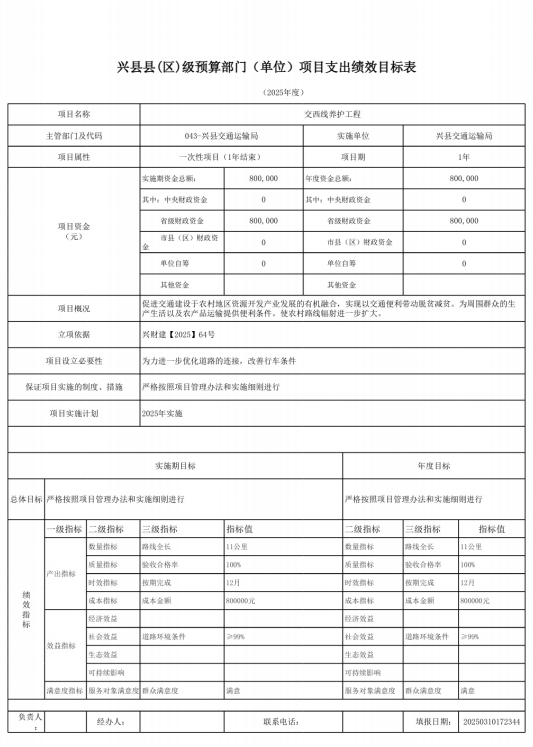 兴县县(区)级预算部门（单位）项目支出绩效目标表
（2025年度）
项目名称 交西线养护工程
主管部门及代码 043-兴县交通运输局 实施单位 兴县交通运输局
项目属性 一次性项目（1年结束） 项目期 1年
项目资金（元）
实施期资金总额： 800,000 年度资金总额： 800,000
其中：中央财政资金 0 其中：中央财政资金 0
省级财政资金 800,000 省级财政资金 800,000
市县（区）财政资金 0 市县（区）财政资金 0
单位自筹 0 单位自筹 0
其他资金 其他资金
项目概况 促进交通建设于农村地区资源开发产业发展的有机融合，实现以交通便利带动脱贫减贫。为周围群众的生
产生活以及农产品运输提供便利条件。使农村路线辐射进一步扩大。
立项依据 兴财建【2025】64号
项目设立必要性 为力进一步优化道路的连接，改善行车条件
保证项目实施的制度、措施 严格按照项目管理办法和实施细则进行
项目实施计划 2025年实施
实施期目标 年度目标
总体目标 严格按照项目管理办法和实施细则进行 严格按照项目管理办法和实施细则进行
绩效指标
一级指标 二级指标 三级指标 指标值 二级指标 三级指标 指标值
产出指标
数量指标 路线全长 11公里 数量指标 路线全长 11公里
质量指标 验收合格率 100% 质量指标 验收合格率 100%
时效指标 按期完成 12月 时效指标 按期完成 12月
成本指标 成本金额 800000元 成本指标 成本金额 800000元
效益指标
经济效益 经济效益
社会效益 道路环境条件 ≥99% 社会效益 道路环境条件 ≥99%
生态效益 生态效益
可持续影响 可持续影响
满意度指标 服务对象满意度 群众满意度 满意 服务对象满意度 群众满意度 满意
负责人： 经办人： 联系电话： 填报日期： 20250310172344